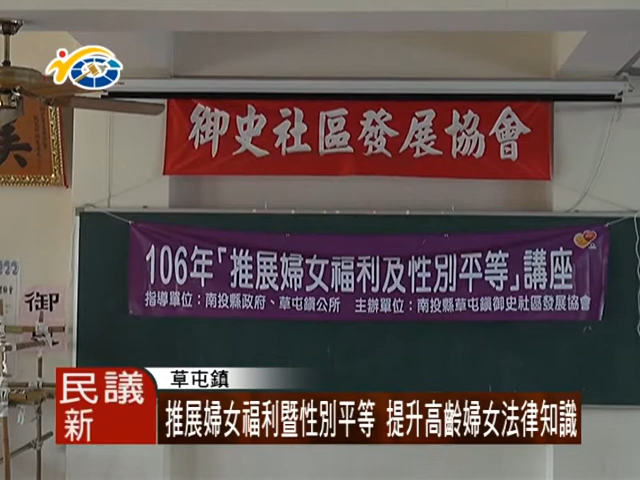 御史社區發展協會
106年「推展婦女福利及性別平等」講座
指導單位：南投縣政府、草屯鎮公所 主辦單位：南投縣草屯鎮御史社區發展協會
御
民議
新
草屯鎮
推展婦女福利暨性別平等 提升高齡婦女法律知識